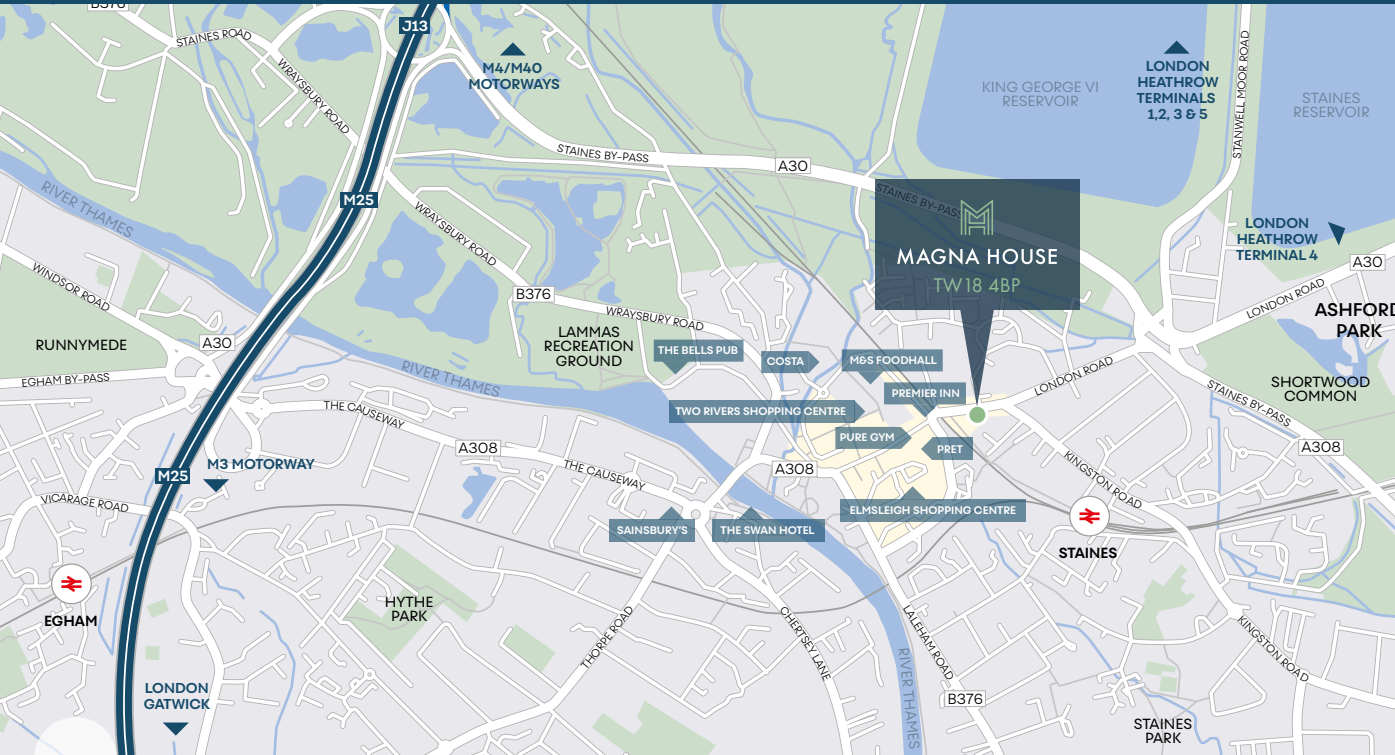 B376
J13
STAINES ROAD
WRAYSBURY ROAD
M4/M40
MOTORWAYS
KING GEORGE VI
RESERVOIR
LONDON
HEATHROW
TERMINALS
1,2, 3 & 5
STANWELL MOOR ROAD
STAINES
RESERVOIR
STAINES BY-PASS
A30
RIVER THAMES
M25
WRAYSBURY ROAD
STAINES BY-PASS
MAGNA HOUSE
TW18 4BP
LONDON
HEATHROW
TERMINAL 4
A30
WINDSOR ROAD
B376
WRAYSBURY ROAD
LONDON ROAD
ASHFORD
PARK
RUNNYMEDE
A30
LAMMAS
RECREATION
GROUND
THE BELLS PUB
COSTA
M&S FOODHALL
EGHAM BY-PASS
RIVER THAMES
PREMIER INN
LONDON ROAD
SHORTWOOD
COMMON
STAINES BY-PASS
THE CAUSEWAY
TWO RIVERS SHOPPING CENTRE
PURE GYM
PRET
A308
A308
M25
M3 MOTORWAY
THE CAUSEWAY
A308
KINGSTON ROAD
VICARAGE ROAD
SAINSBURY'S
THE SWAN HOTEL
ELMSLEIGH SHOPPING CENTRE
STAINES
EGHAM
HYTHE
PARK
THORPE ROAD
CHERTSEY LANE
LALEHAM ROAD
KINGSTON ROAD
RIVER THAMES
LONDON
GATWICK
B376
STAINES
PARK